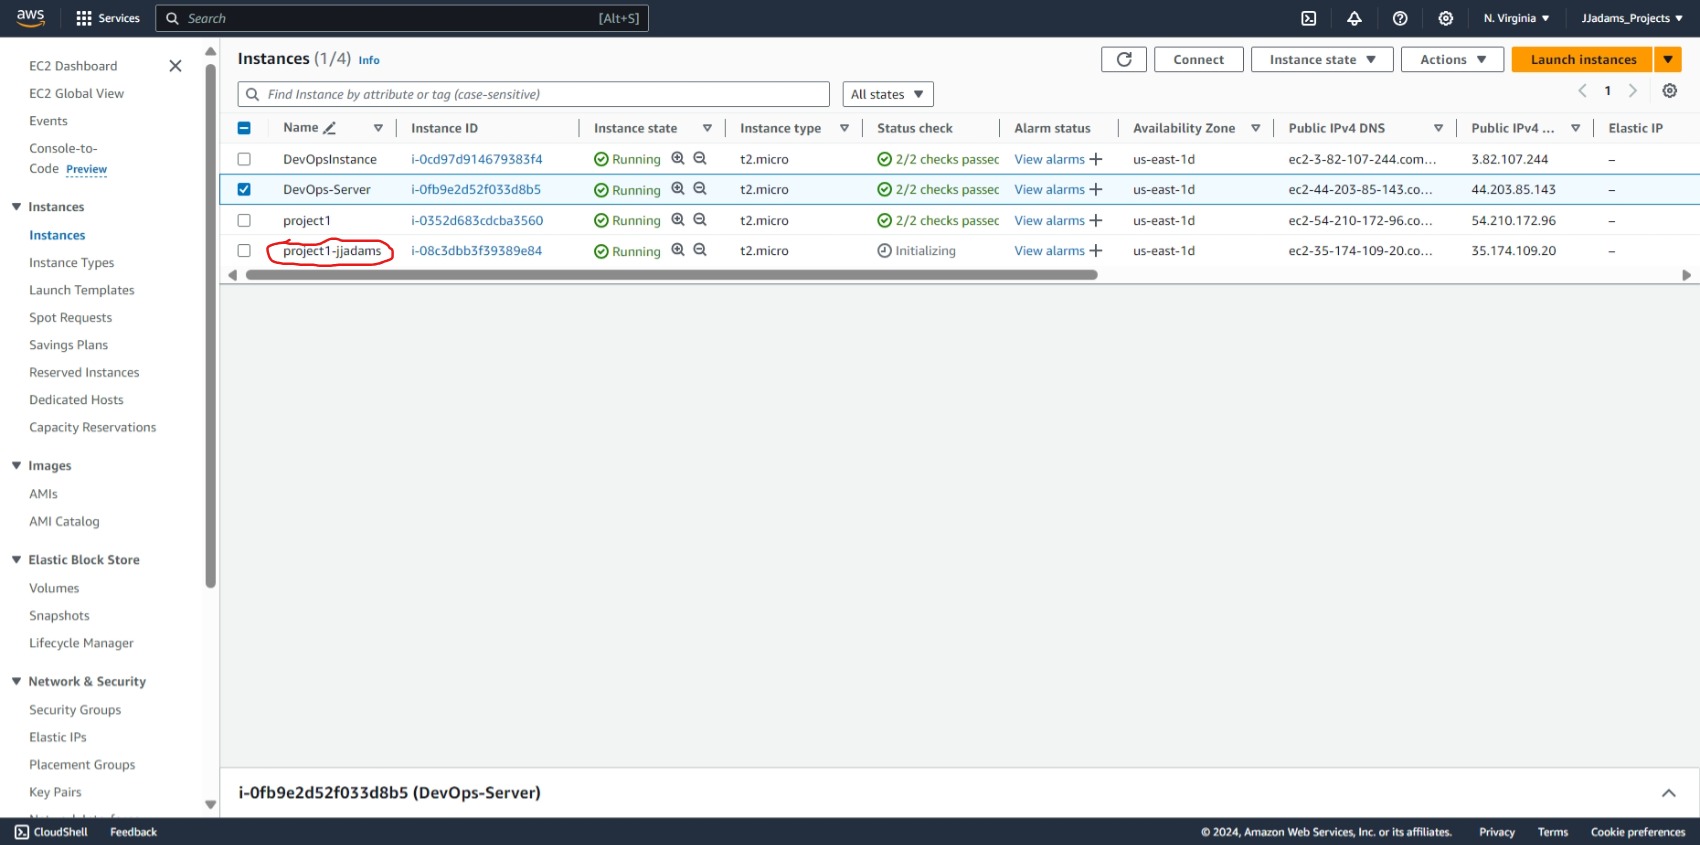 aws Services Search [Alt+S] N. Virginia JJadams_Projects
EC2 Dashboard
EC2 Global View
Events
Console-to-
Code Preview
Instances
Instances
Instance Types
Launch Templates
Spot Requests
Savings Plans
Reserved Instances
Dedicated Hosts
Capacity Reservations
Images
AMIs
AMI Catalog
Elastic Block Store
Volumes
Snapshots
Lifecycle Manager
Network & Security
Security Groups
Elastic IPs
Placement Groups
Key Pairs
Instances (1/4) Info Connect Instance state Actions Launch instances
Find Instance by attribute or tag (case-sensitive) All states 1
Name Instance ID Instance state Instance type Status check Alarm status Availability Zone Public IPv4 DNS Public IPv4 ... Elastic IP
DevOpsInstance i-0cd97d914679383f4 Running t2.micro 2/2 checks passec View alarms + us-east-1d ec2-3-82-107-244.com... 3.82.107.244 –
DevOps-Server i-0fb9e2d52f033d8b5 Running t2.micro 2/2 checks passec View alarms + us-east-1d ec2-44-203-85-143.co... 44.203.85.143 –
project1 i-0352d683cdcba3560 Running t2.micro 2/2 checks passec View alarms + us-east-1d ec2-54-210-172-96.co... 54.210.172.96 –
project1-jjadams i-08c3dbb3f39389e84 Running t2.micro Initializing View alarms + us-east-1d ec2-35-174-109-20.co... 35.174.109.20 –
i-0fb9e2d52f033d8b5 (DevOps-Server)
CloudShell Feedback © 2024, Amazon Web Services, Inc. or its affiliates. Privacy Terms Cookie preferences